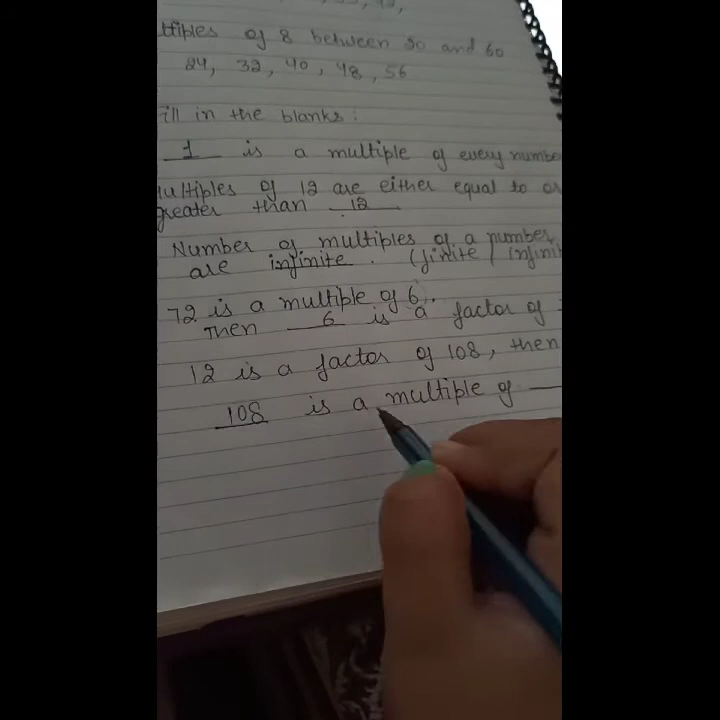 tiples of 8 between 20 and 60
24, 32, 40, 48, 56
ill in the blanks:
1 is a multiple of every numbe
ultiples of 12 are either equal to or
greater than 12
Number of multiples of a number
are infinite. (finite / infini
72 is a multiple of 6.
Then 6 is a factor of
12 is a factor of 108, then
108 is a multiple of